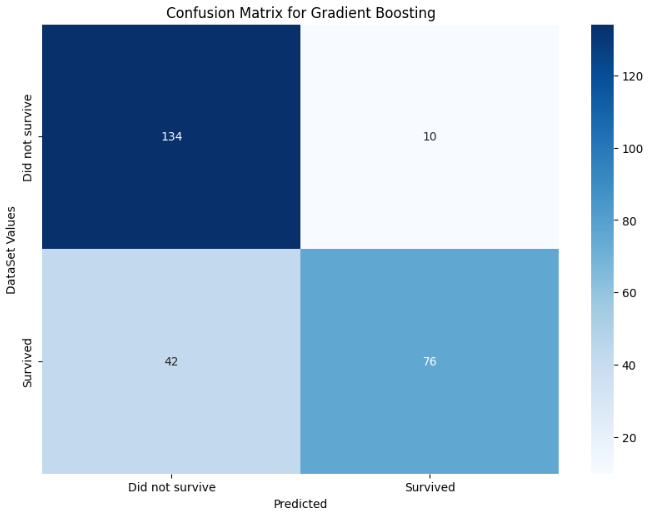 Confusion Matrix for Gradient Boosting
DataSet Values
Did not survive
134
10
Survived
42
76
Did not survive
Survived
Predicted
120
100
80
60
40
20